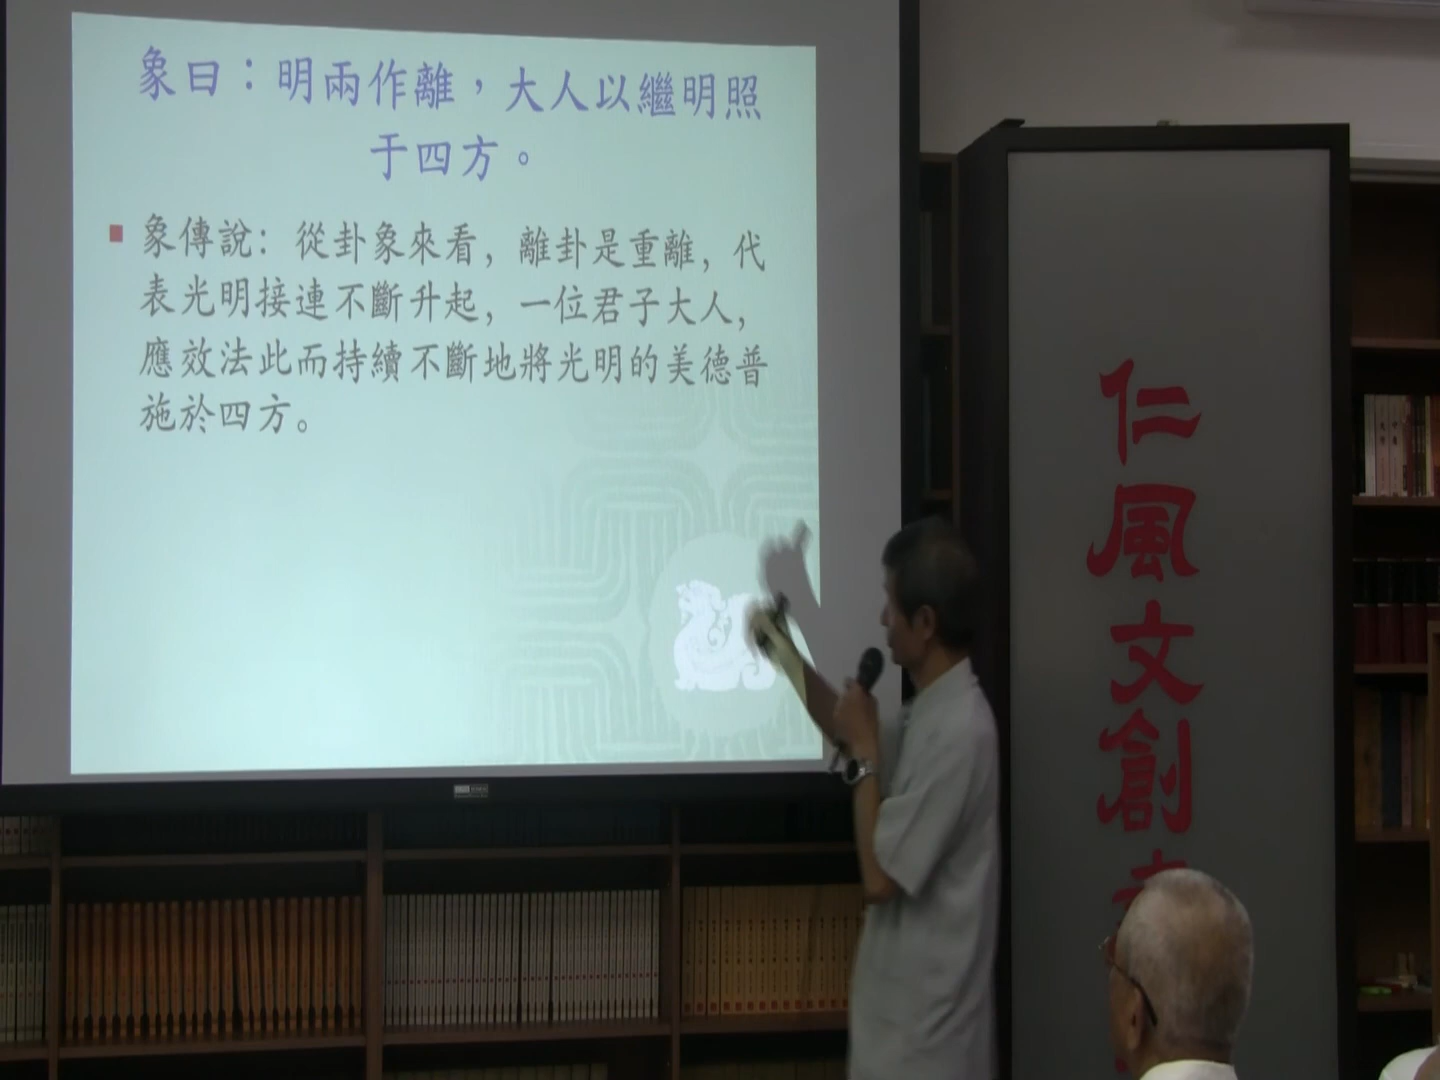 象曰：明兩作離，大人以繼明照
于四方。
象傳說：從卦象來看，離卦是重離，代
表光明接連不斷升起，一位君子大人，
應效法此而持續不斷地將光明的美德普
施於四方。
仁風文創